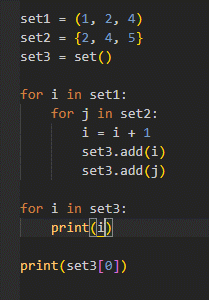 set1 = (1, 2, 4)
set2 = {2, 4, 5}
set3 = set()
for i in set1:
    for j in set2:
        i = i + 1
        set3.add(i)
        set3.add(j)
for i in set3:
    print(i)
print(set3[0])